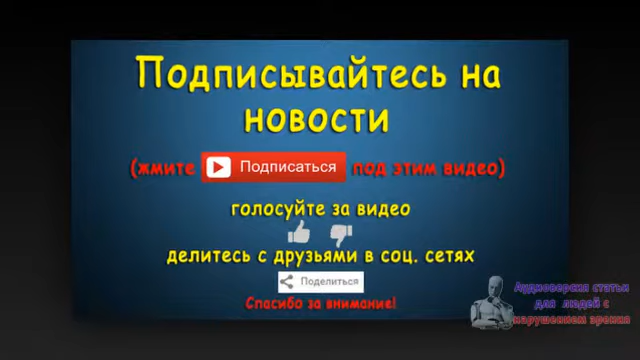 Подписывайтесь на
новости
(жмите Подписаться под этим видео)
голосуйте за видео
делитесь с друзьями в соц. сетях
Поделиться
Спасибо за внимание!
Аудиоверсия статьи
для людей с
нарушением зрения